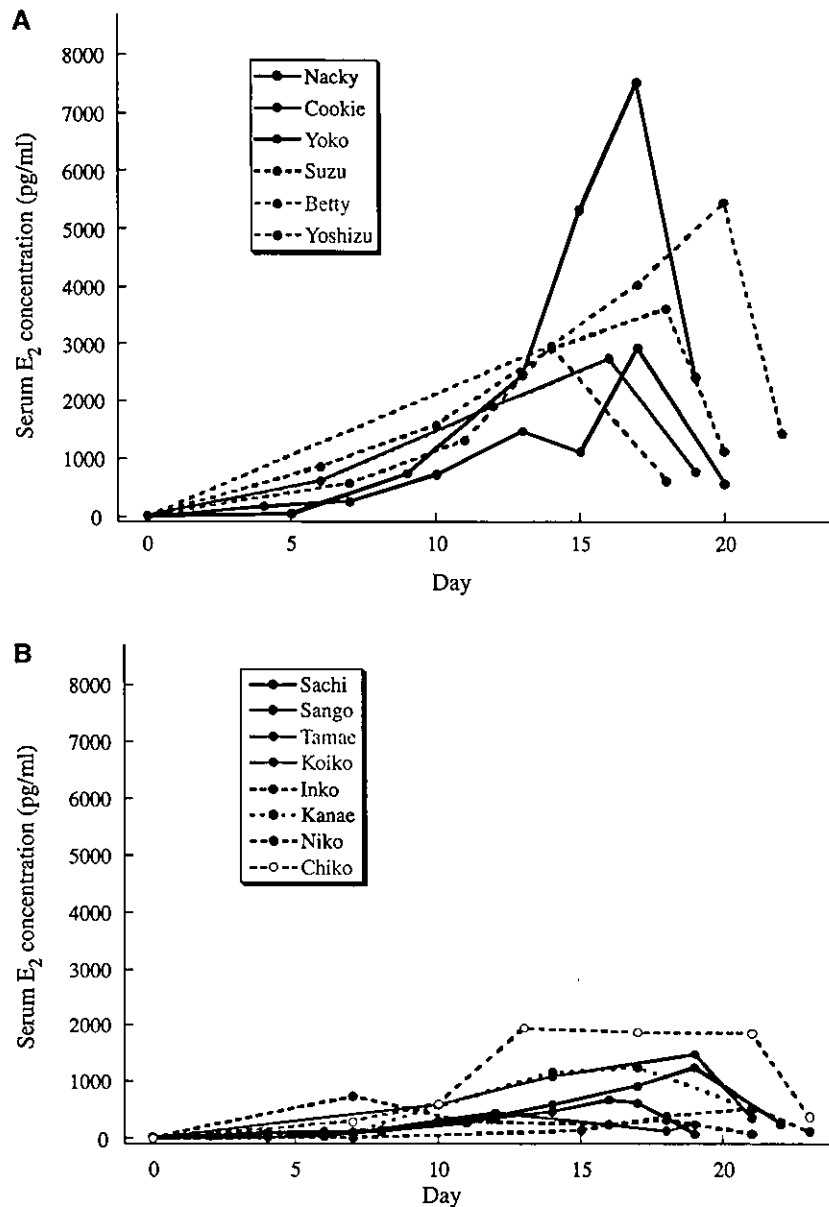 A
8000
7000
6000
5000
4000
3000
2000
1000
0
Serum E2 concentration (pg/ml)
Nacky
Cookie
Yoko
Suzu
Betty
Yoshizu
0 5 10 15 20
Day
B
8000
7000
6000
5000
4000
3000
2000
1000
0
Serum E2 concentration (pg/ml)
Sachi
Sango
Tamae
Koiko
Inko
Kanae
Niko
Chiko
0 5 10 15 20
Day